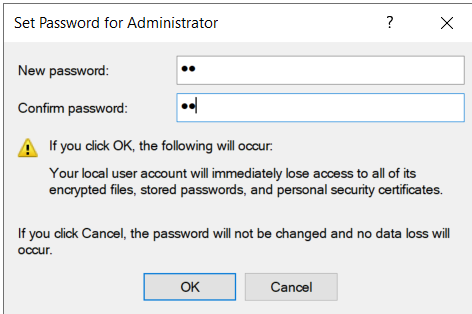 Set Password for Administrator ?
New password: ●●
Confirm password: ●●
If you click OK, the following will occur:
Your local user account will immediately lose access to all of its
encrypted files, stored passwords, and personal security certificates.
If you click Cancel, the password will not be changed and no data loss will
occur.
OK Cancel